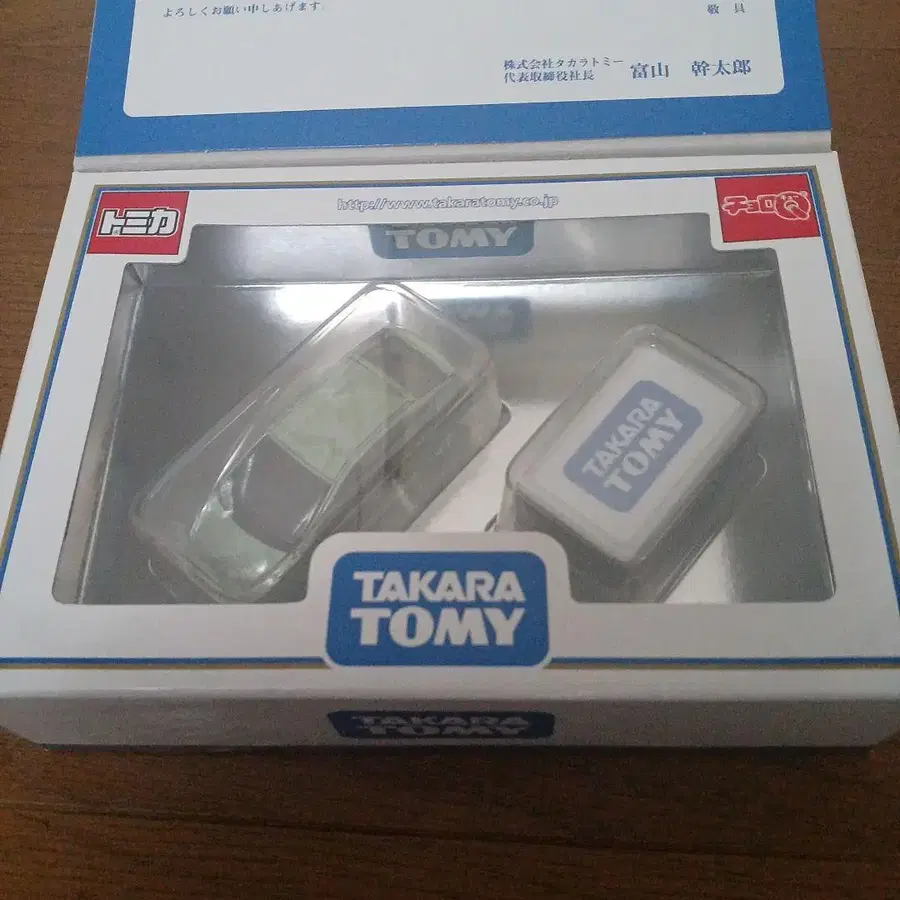 よろしくお願い申しあげます。
敬 具
株式会社タカラトミー
代表取締役社長 富山 幹太郎
トミカ
http://www.takaratomy.co.jp
チョロQ
TOMY
TAKARA
TOMY
TAKARA
TOMY
TAKARA
TOMY